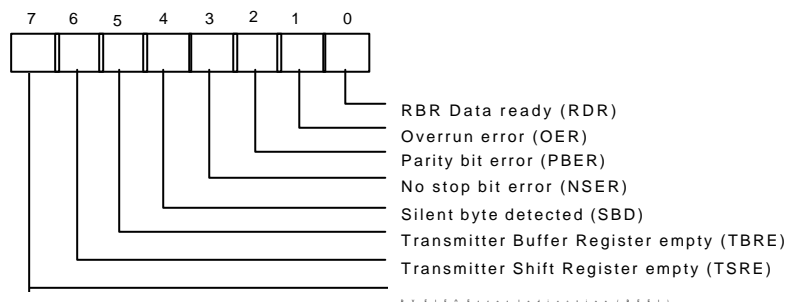 7 6 5 4 3 2 1 0
RBR Data ready (RDR)
Overrun error (OER)
Parity bit error (PBER)
No stop bit error (NSER)
Silent byte detected (SBD)
Transmitter Buffer Register empty (TBRE)
Transmitter Shift Register empty (TSRE)